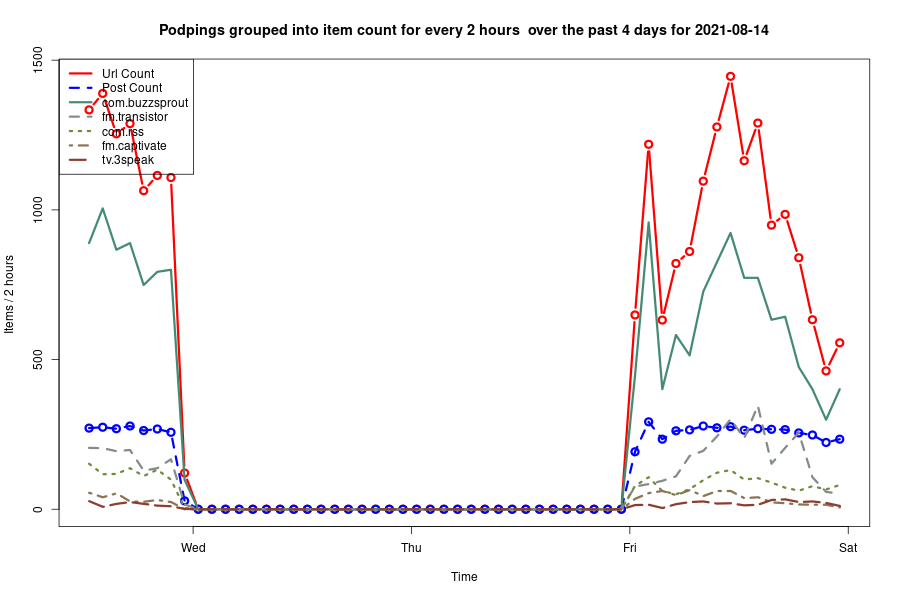 Podpings grouped into item count for every 2 hours  over the past 4 days for 2021-08-14
1500
1000
500
0
Items / 2 hours
Url Count
Post Count
com.buzzsprout
fm.transistor
com.rss
fm.captivate
tv.3speak
Wed Thu Fri Sat
Time